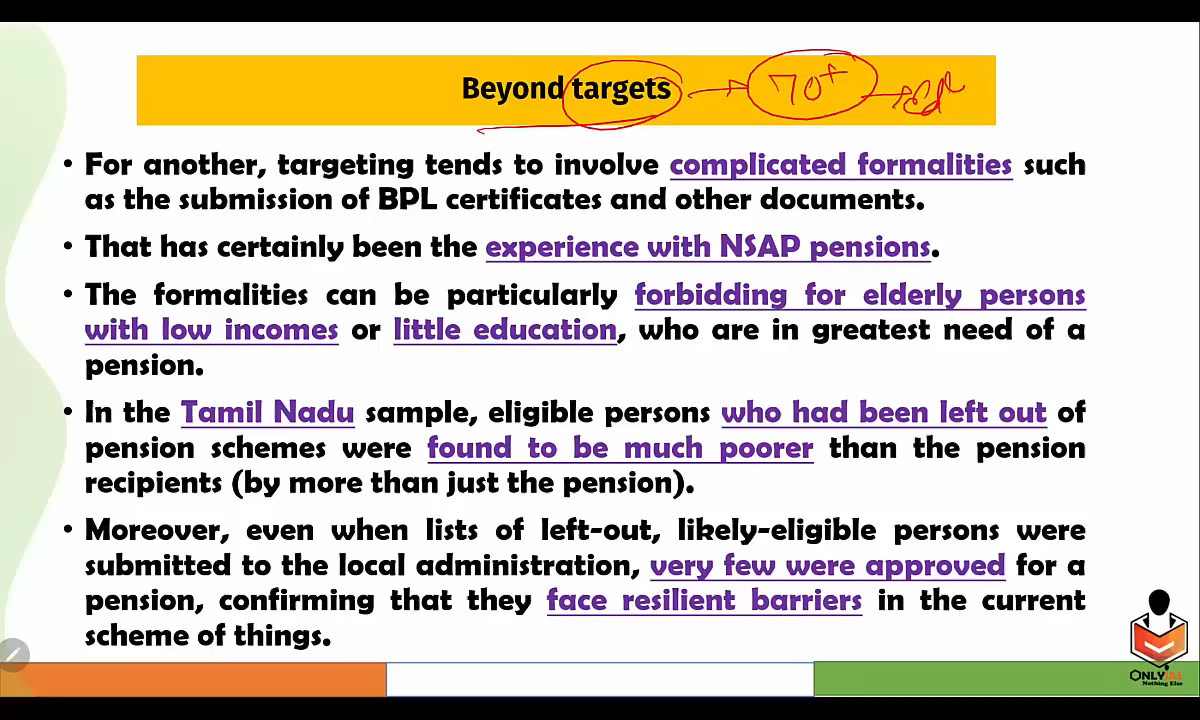 Beyond targets 70+
• For another, targeting tends to involve complicated formalities such
as the submission of BPL certificates and other documents.
• That has certainly been the experience with NSAP pensions.
• The formalities can be particularly forbidding for elderly persons
with low incomes or little education, who are in greatest need of a
pension.
• In the Tamil Nadu sample, eligible persons who had been left out of
pension schemes were found to be much poorer than the pension
recipients (by more than just the pension).
• Moreover, even when lists of left-out, likely-eligible persons were
submitted to the local administration, very few were approved for a
pension, confirming that they face resilient barriers in the current
scheme of things.
ONLYIAS
Nothing Else